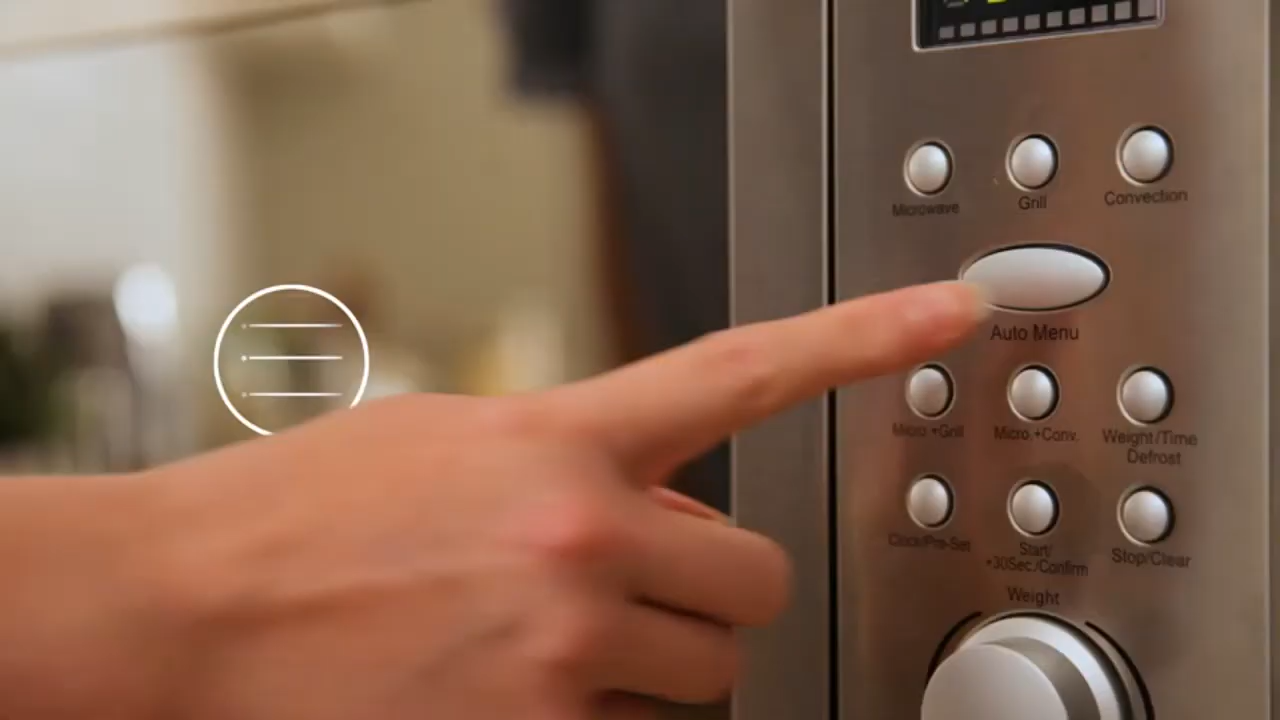 Microwave
Grill
Convection
Auto Menu
Micro.+Grill
Micro.+Conv.
Weight/Time
Defrost
Clock/Pre-Set
Start/
+30Sec./Confirm
Stop/Clear
Weight